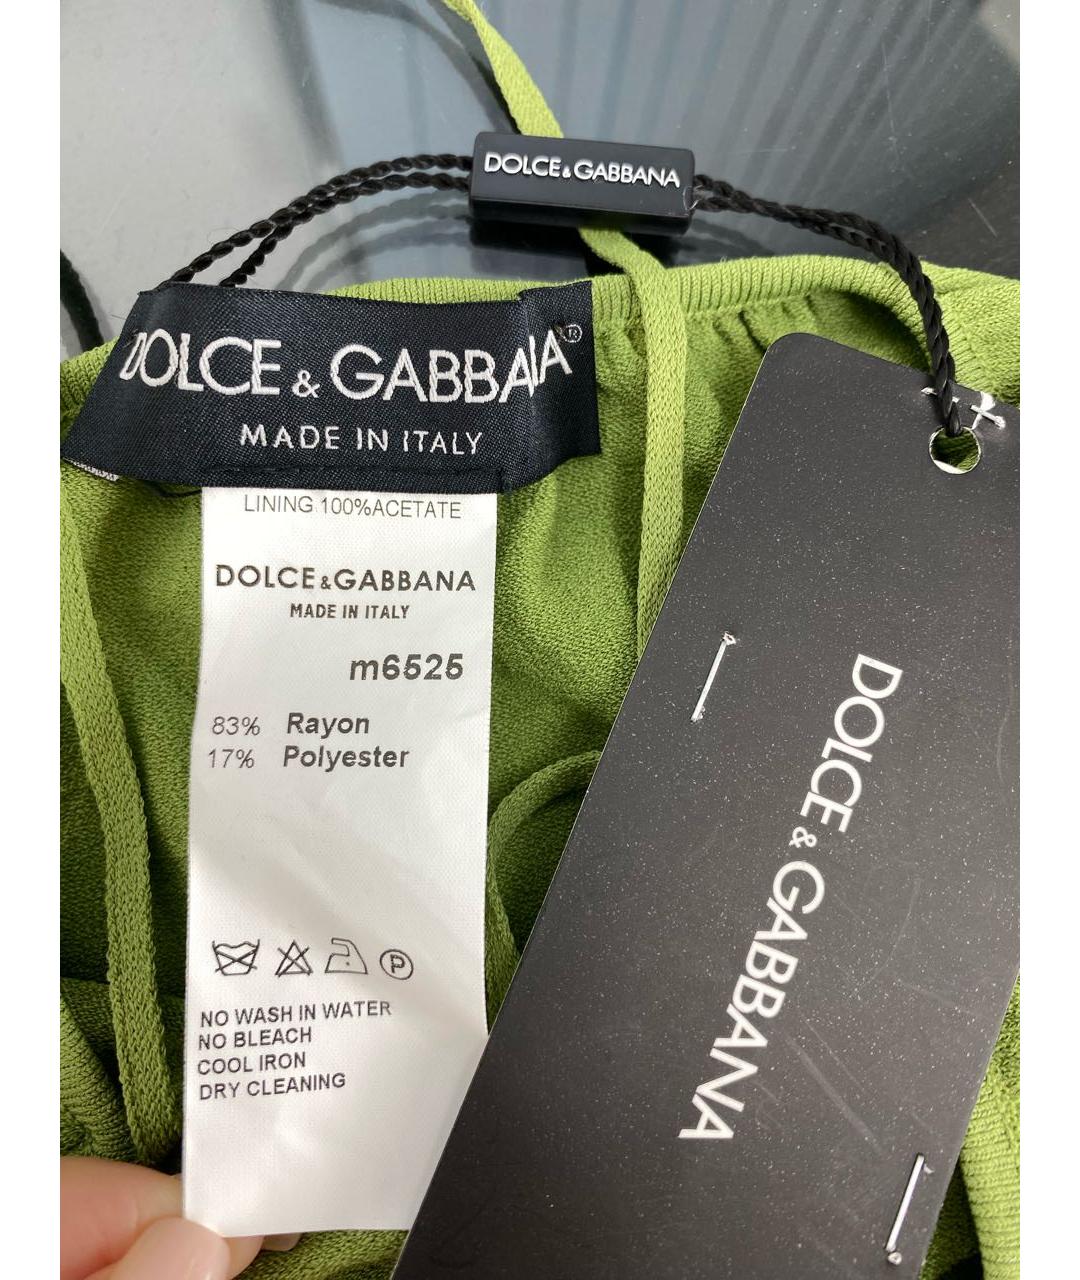 DOLCE&GABBANA
DOLCE & GABBANA®
MADE IN ITALY
LINING 100%ACETATE
DOLCE&GABBANA
MADE IN ITALY
m6525
83% Rayon
17% Polyester
P
NO WASH IN WATER
NO BLEACH
COOL IRON
DRY CLEANING
DOLCE & GABBANA